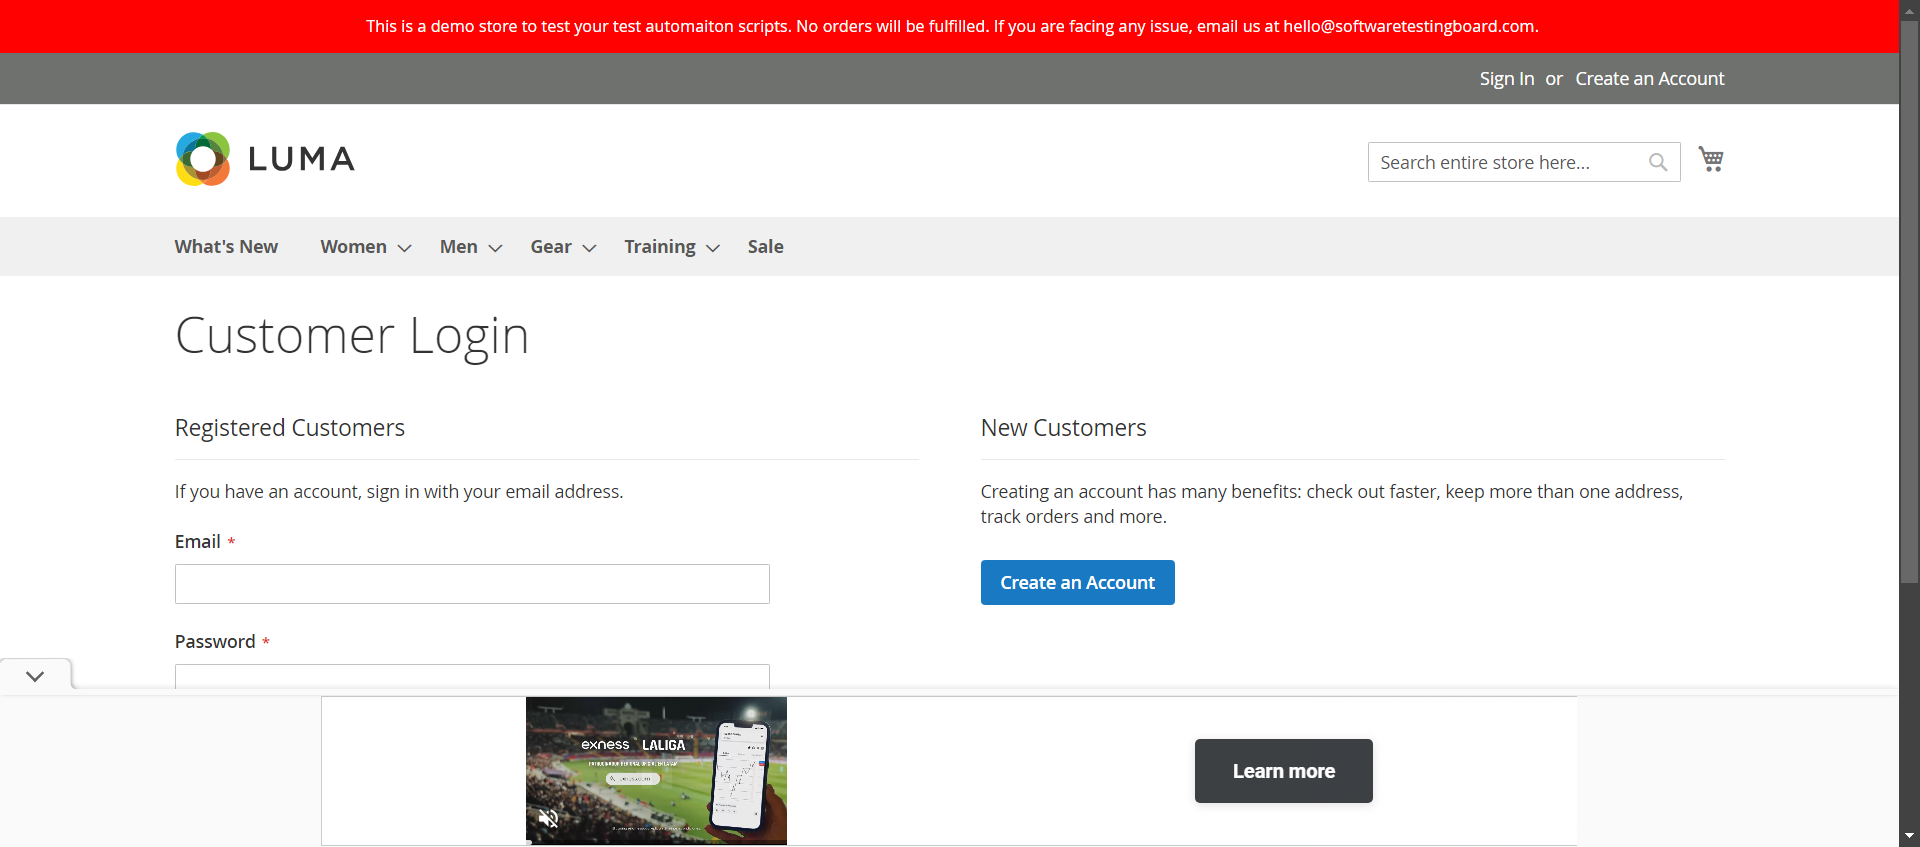 This is a demo store to test your test automaiton scripts. No orders will be fulfilled. If you are facing any issue, email us at hello@softwaretestingboard.com.
Sign In or Create an Account
LUMA
Search entire store here...
What's New Women Men Gear Training Sale
Customer Login
Registered Customers
If you have an account, sign in with your email address.
Email *
Password *
New Customers
Creating an account has many benefits: check out faster, keep more than one address,
track orders and more.
Create an Account
exness LALIGA
Learn more